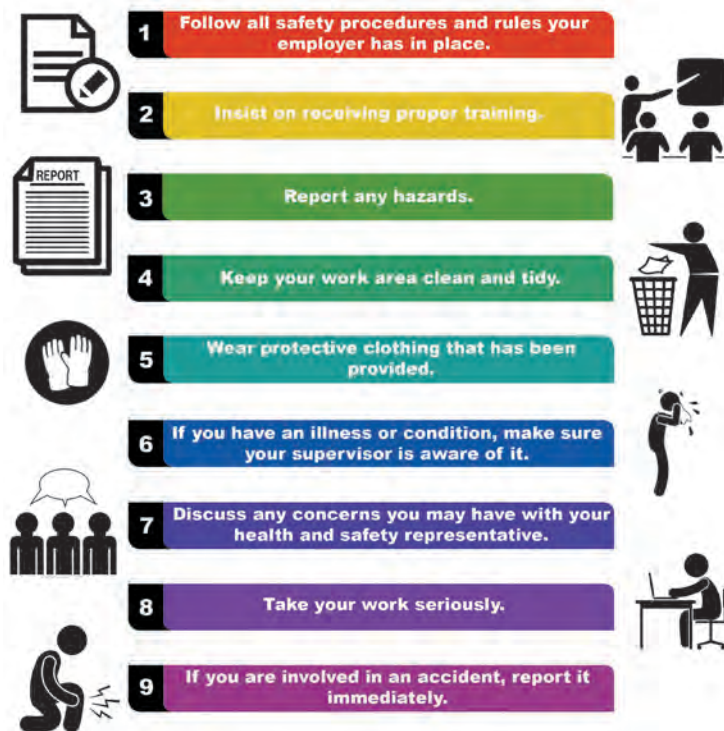 1
Follow all safety procedures and rules your
employer has in place.
2
Insist on receiving proper training.
REPORT
3
Report any hazards.
4
Keep your work area clean and tidy.
5
Wear protective clothing that has been
provided.
6
If you have an illness or condition, make sure
your supervisor is aware of it.
7
Discuss any concerns you may have with your
health and safety representative.
8
Take your work seriously.
9
If you are involved in an accident, report it
immediately.